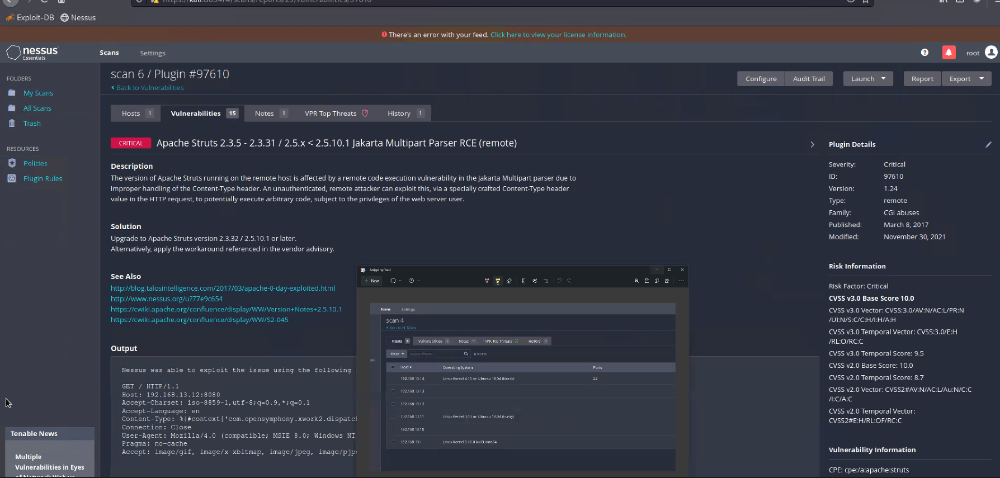 Exploit-DB Nessus
There's an error with your feed. Click here to view your license information.
nessus
Essentials
Scans Settings
root
FOLDERS
My Scans
All Scans
Trash
RESOURCES
Policies
Plugin Rules
scan 6 / Plugin #97610
Back to Vulnerabilities
Configure Audit Trail Launch Report Export
Hosts 1 Vulnerabilities 15 Notes 1 VPR Top Threats History 1
CRITICAL Apache Struts 2.3.5 - 2.3.31 / 2.5.x < 2.5.10.1 Jakarta Multipart Parser RCE (remote)
Description
The version of Apache Struts running on the remote host is affected by a remote code execution vulnerability in the Jakarta Multipart parser due to
improper handling of the Content-Type header. An unauthenticated, remote attacker can exploit this, via a specially crafted Content-Type header
value in the HTTP request, to potentially execute arbitrary code, subject to the privileges of the web server user.
Solution
Upgrade to Apache Struts version 2.3.32 / 2.5.10.1 or later.
Alternatively, apply the workaround referenced in the vendor advisory.
See Also
http://blog.talosintelligence.com/2017/03/apache-0-day-exploited.html
http://www.nessus.org/u?77e9c654
https://cwiki.apache.org/confluence/display/WW/Version+Notes+2.5.10.1
https://cwiki.apache.org/confluence/display/WW/S2-045
Output
Nessus was able to exploit the issue using the following
GET / HTTP/1.1
Host: 192.168.13.12:8080
Accept-Charset: iso-8859-1,utf-8;q=0.9,*;q=0.1
Accept-Language: en
Content-Type: %{#context['com.opensymphony.xwork2.dispatc
Connection: Close
User-Agent: Mozilla/4.0 (compatible; MSIE 8.0; Windows NT
Pragma: no-cache
Accept: image/gif, image/x-xbitmap, image/jpeg, image/pjp
Snipping Tool
New
Scans Settings
scan 4
Back to All Scans
Hosts 6 Vulnerabilities 3 Notes 1 VPR Top Threats History 1
Filter Search Hosts 6 Hosts
Host Operating System Ports
192.168.13.14 Linux Kernel 4.15 on Ubuntu 18.04 (bionic) 22
192.168.13.13
192.168.13.12
192.168.13.11 Linux Kernel 3.13 on Ubuntu 14.04 (trusty)
192.168.13.10
192.168.13.1 Linux Kernel 5.10.0-kali3-amd64
Plugin Details
Severity: Critical
ID: 97610
Version: 1.24
Type: remote
Family: CGI abuses
Published: March 8, 2017
Modified: November 30, 2021
Risk Information
Risk Factor: Critical
CVSS v3.0 Base Score 10.0
CVSS v3.0 Vector: CVSS:3.0/AV:N/AC:L/PR:N
/UI:N/S:C/C:H/I:H/A:H
CVSS v3.0 Temporal Vector: CVSS:3.0/E:H
/RL:O/RC:C
CVSS v3.0 Temporal Score: 9.5
CVSS v2.0 Base Score: 10.0
CVSS v2.0 Temporal Score: 8.7
CVSS v2.0 Vector: CVSS2#AV:N/AC:L/Au:N/C:C
/I:C/A:C
CVSS v2.0 Temporal Vector:
CVSS2#E:H/RL:OF/RC:C
Vulnerability Information
CPE: cpe:/a:apache:struts
Tenable News
Multiple
Vulnerabilities in Eyes
of Network Web